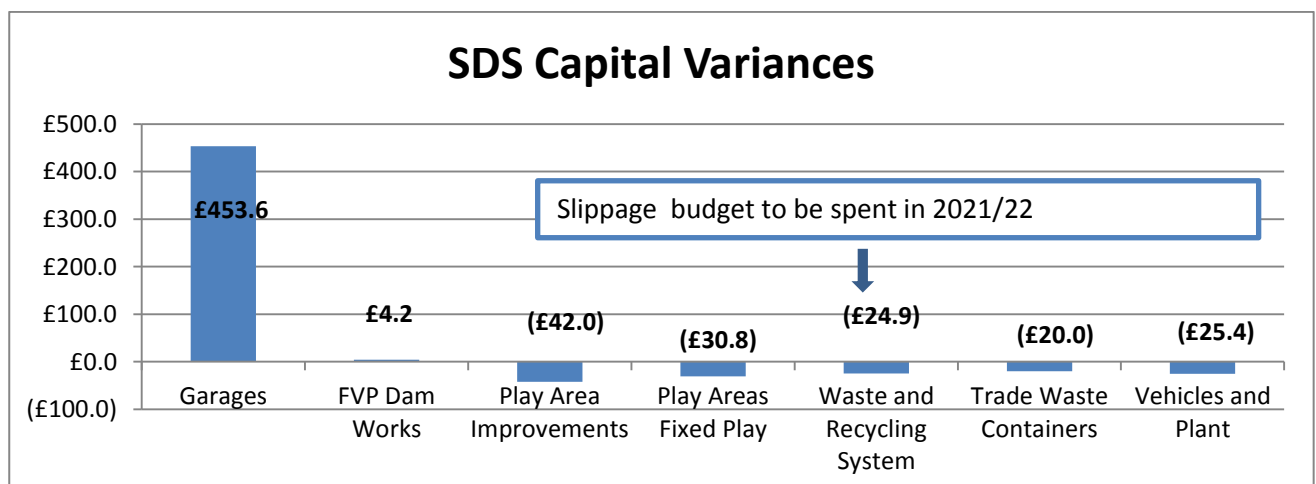 SDS Capital Variances
£500.0
£400.0
£300.0
£200.0
£100.0
£0.0
(£100.0)
Slippage budget to be spent in 2021/22
£453.6
£4.2
(£42.0)
(£30.8)
(£24.9)
(£20.0)
(£25.4)
Garages
FVP Dam
Works
Play Area
Improvements
Play Areas
Fixed Play
Waste and
Recycling
System
Trade Waste
Containers
Vehicles and
Plant